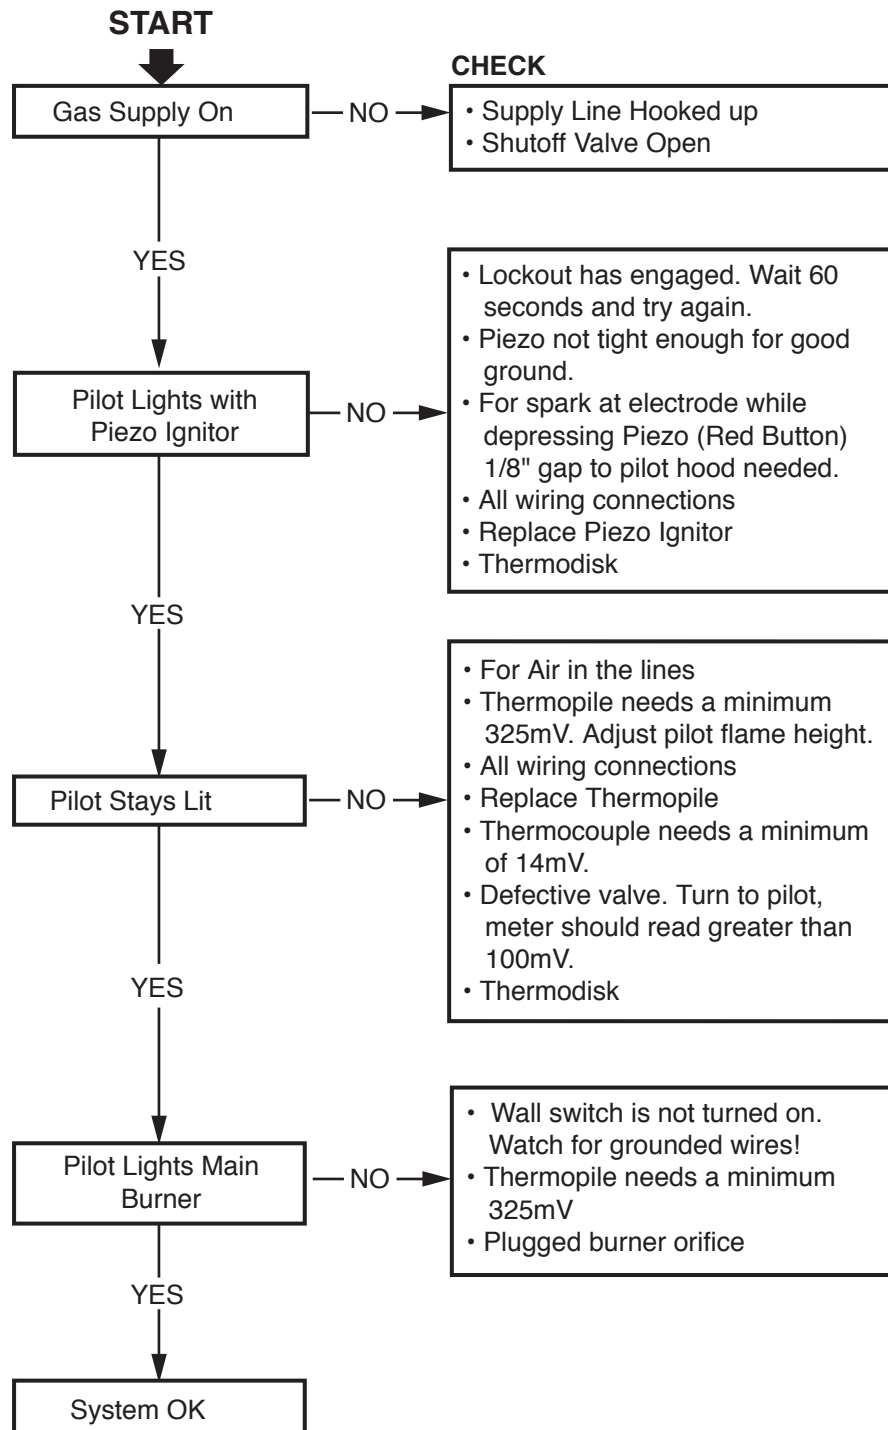 START
CHECK
Gas Supply On
NO
• Supply Line Hooked up
• Shutoff Valve Open
YES
Pilot Lights with
Piezo Ignitor
NO
• Lockout has engaged. Wait 60
seconds and try again.
• Piezo not tight enough for good
ground.
• For spark at electrode while
depressing Piezo (Red Button)
1/8" gap to pilot hood needed.
• All wiring connections
• Replace Piezo Ignitor
• Thermodisk
YES
Pilot Stays Lit
NO
• For Air in the lines
• Thermopile needs a minimum
325mV. Adjust pilot flame height.
• All wiring connections
• Replace Thermopile
• Thermocouple needs a minimum
of 14mV.
• Defective valve. Turn to pilot,
meter should read greater than
100mV.
• Thermodisk
YES
Pilot Lights Main
Burner
NO
• Wall switch is not turned on.
Watch for grounded wires!
• Thermopile needs a minimum
325mV
• Plugged burner orifice
YES
System OK